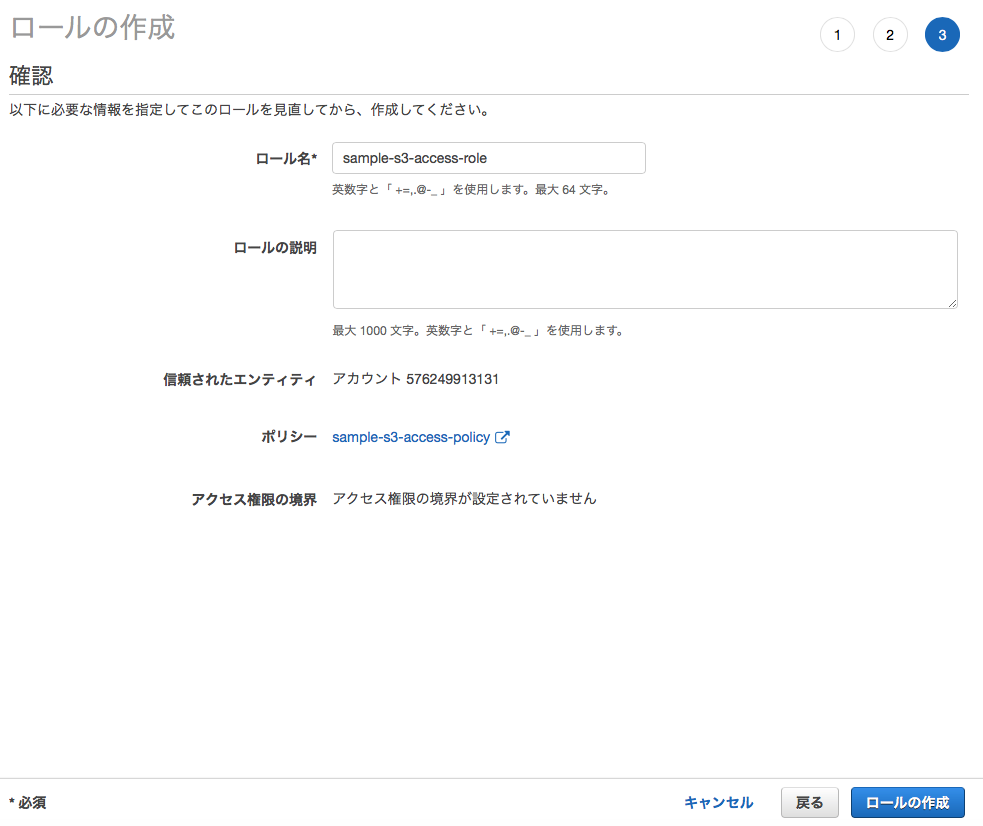 ロールの作成
1 2 3
確認
以下に必要な情報を指定してこのロールを見直してから、作成してください。
ロール名* sample-s3-access-role
英数字と「 +=,.@-_ 」を使用します。最大 64 文字。
ロールの説明
最大 1000 文字。英数字と「 +=,.@-_ 」を使用します。
信頼されたエンティティ アカウント 576249913131
ポリシー sample-s3-access-policy
アクセス権限の境界 アクセス権限の境界が設定されていません
* 必須 キャンセル 戻る ロールの作成